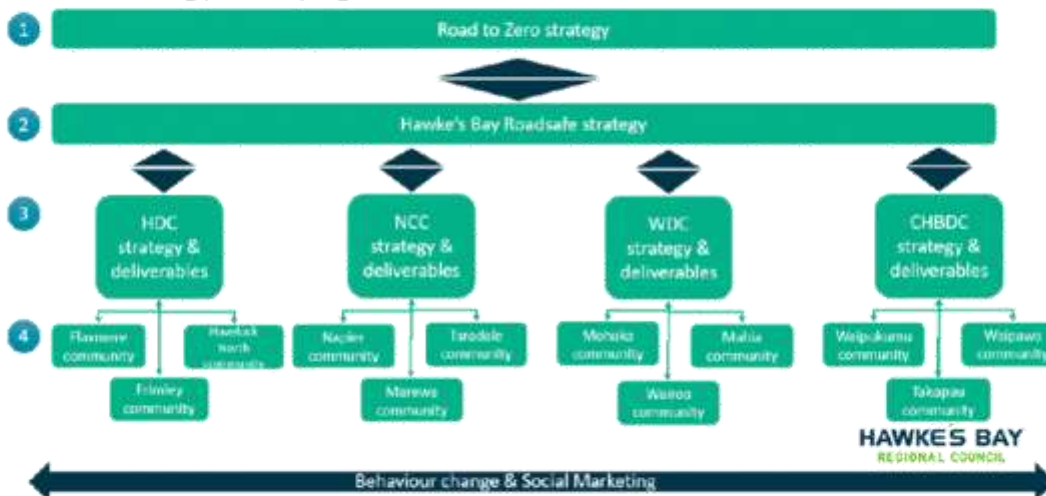 1
Road to Zero strategy
2
Hawke's Bay Roadsafe strategy
3
HDC
strategy &
deliverables
NCC
strategy &
deliverables
WDC
strategy &
deliverables
CHBDC
strategy &
deliverables
4
Flaxmere
community
Havelock
North
community
Frimley
community
Napier
community
Taradale
community
Marewa
community
Mohaka
community
Mahia
community
Wairoa
community
Waipukurau
community
Waipawa
community
Takapau
community
HAWKE'S BAY
REGIONAL COUNCIL
Behaviour change & Social Marketing